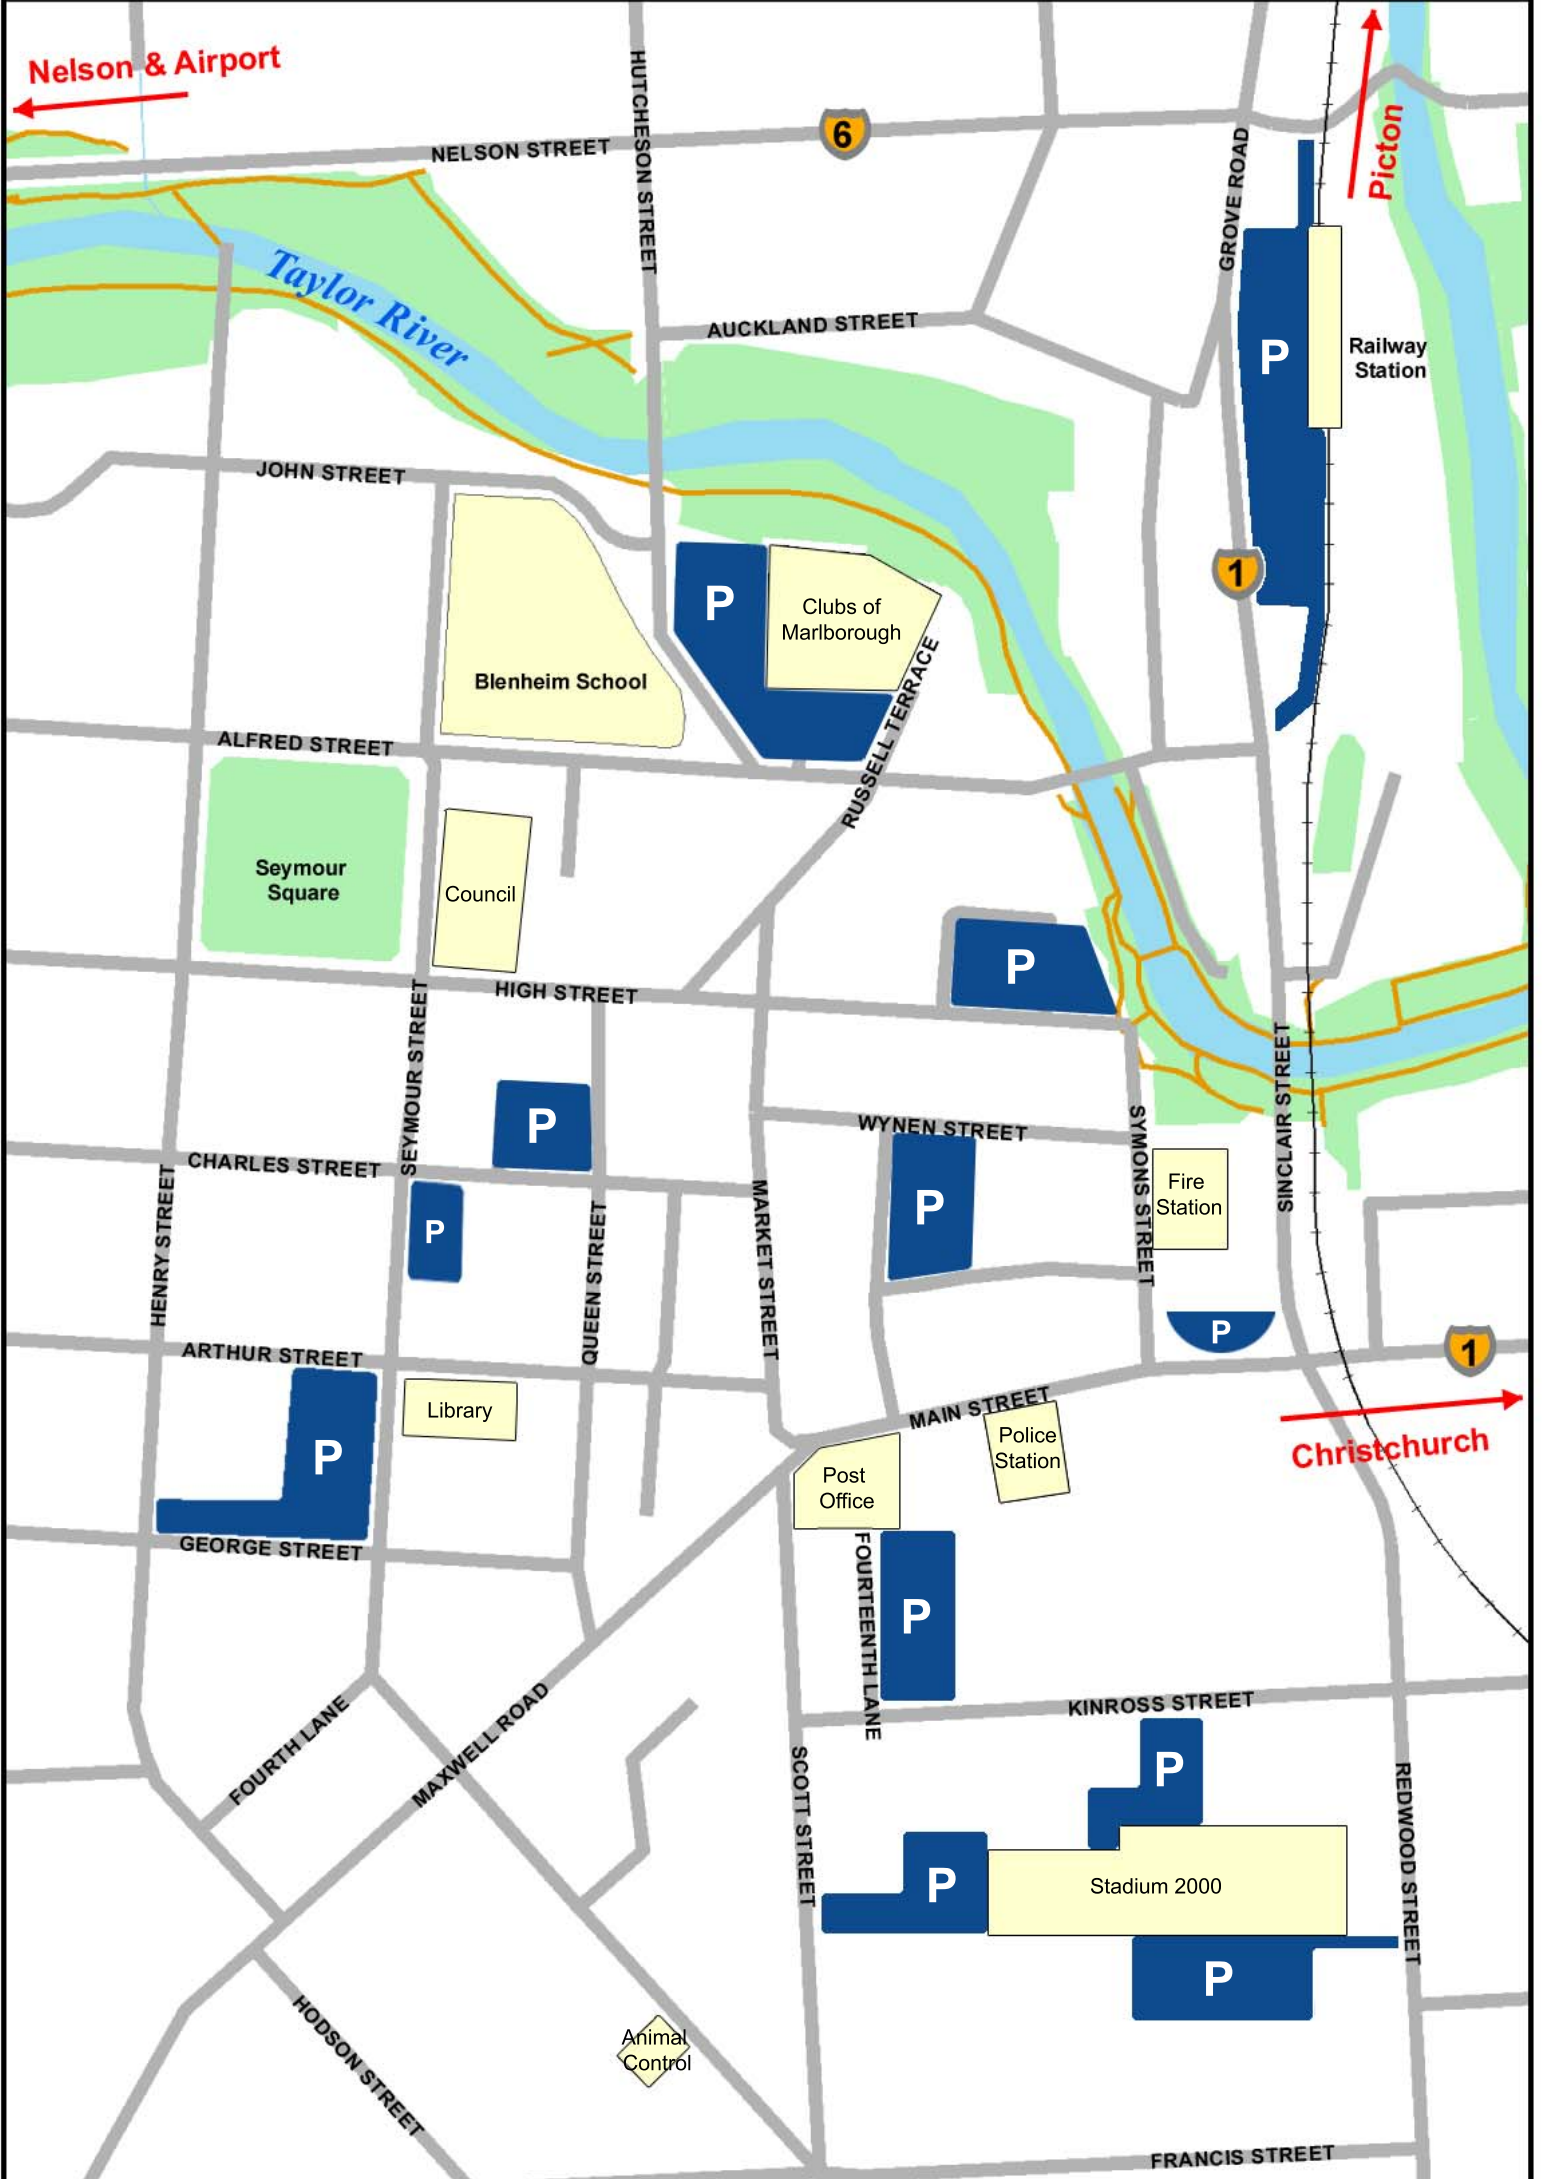 Nelson & Airport
HUTCHESON STREET
NELSON STREET
6
Picton
GROVE ROAD
Taylor River
AUCKLAND STREET
P
Railway
Station
JOHN STREET
1
P
Clubs of
Marlborough
Blenheim School
RUSSELL TERRACE
ALFRED STREET
Seymour
Square
Council
P
HIGH STREET
SEYMOUR STREET
SINCLAIR STREET
P
WYNEN STREET
SYMONS STREET
CHARLES STREET
HENRY STREET
P
QUEEN STREET
MARKET STREET
P
Fire
Station
P
ARTHUR STREET
1
Library
MAIN STREET
Christchurch
P
Police
Station
Post
Office
GEORGE STREET
FOURTEENTH LANE
P
FOURTH LANE
MAXWELL ROAD
KINROSS STREET
SCOTT STREET
P
REDWOOD STREET
P
Stadium 2000
P
HODSON STREET
Animal
Control
FRANCIS STREET